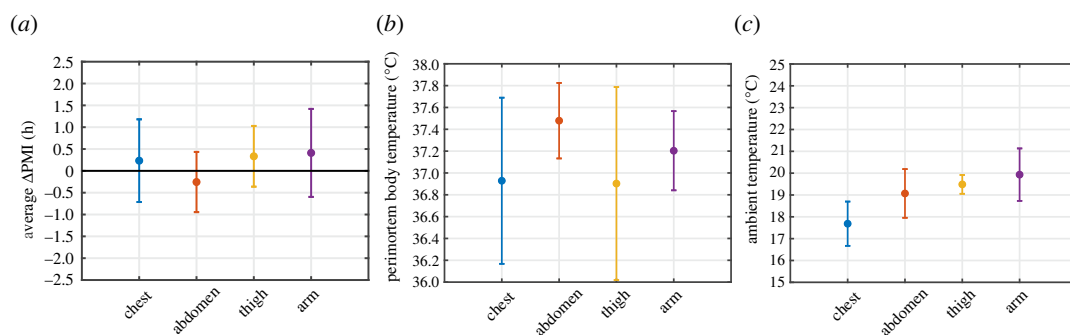 (a)
average ΔPMI (h)
2.5
2.0
1.5
1.0
0.5
0
−0.5
−1.0
−1.5
−2.0
−2.5
chest
abdomen
thigh
arm
(b)
perimortem body temperature (°C)
38.0
37.8
37.6
37.4
37.2
37.0
36.8
36.6
36.4
36.2
36.0
chest
abdomen
thigh
arm
(c)
ambient temperature (°C)
25
24
23
22
21
20
19
18
17
16
15
chest
abdomen
thigh
arm